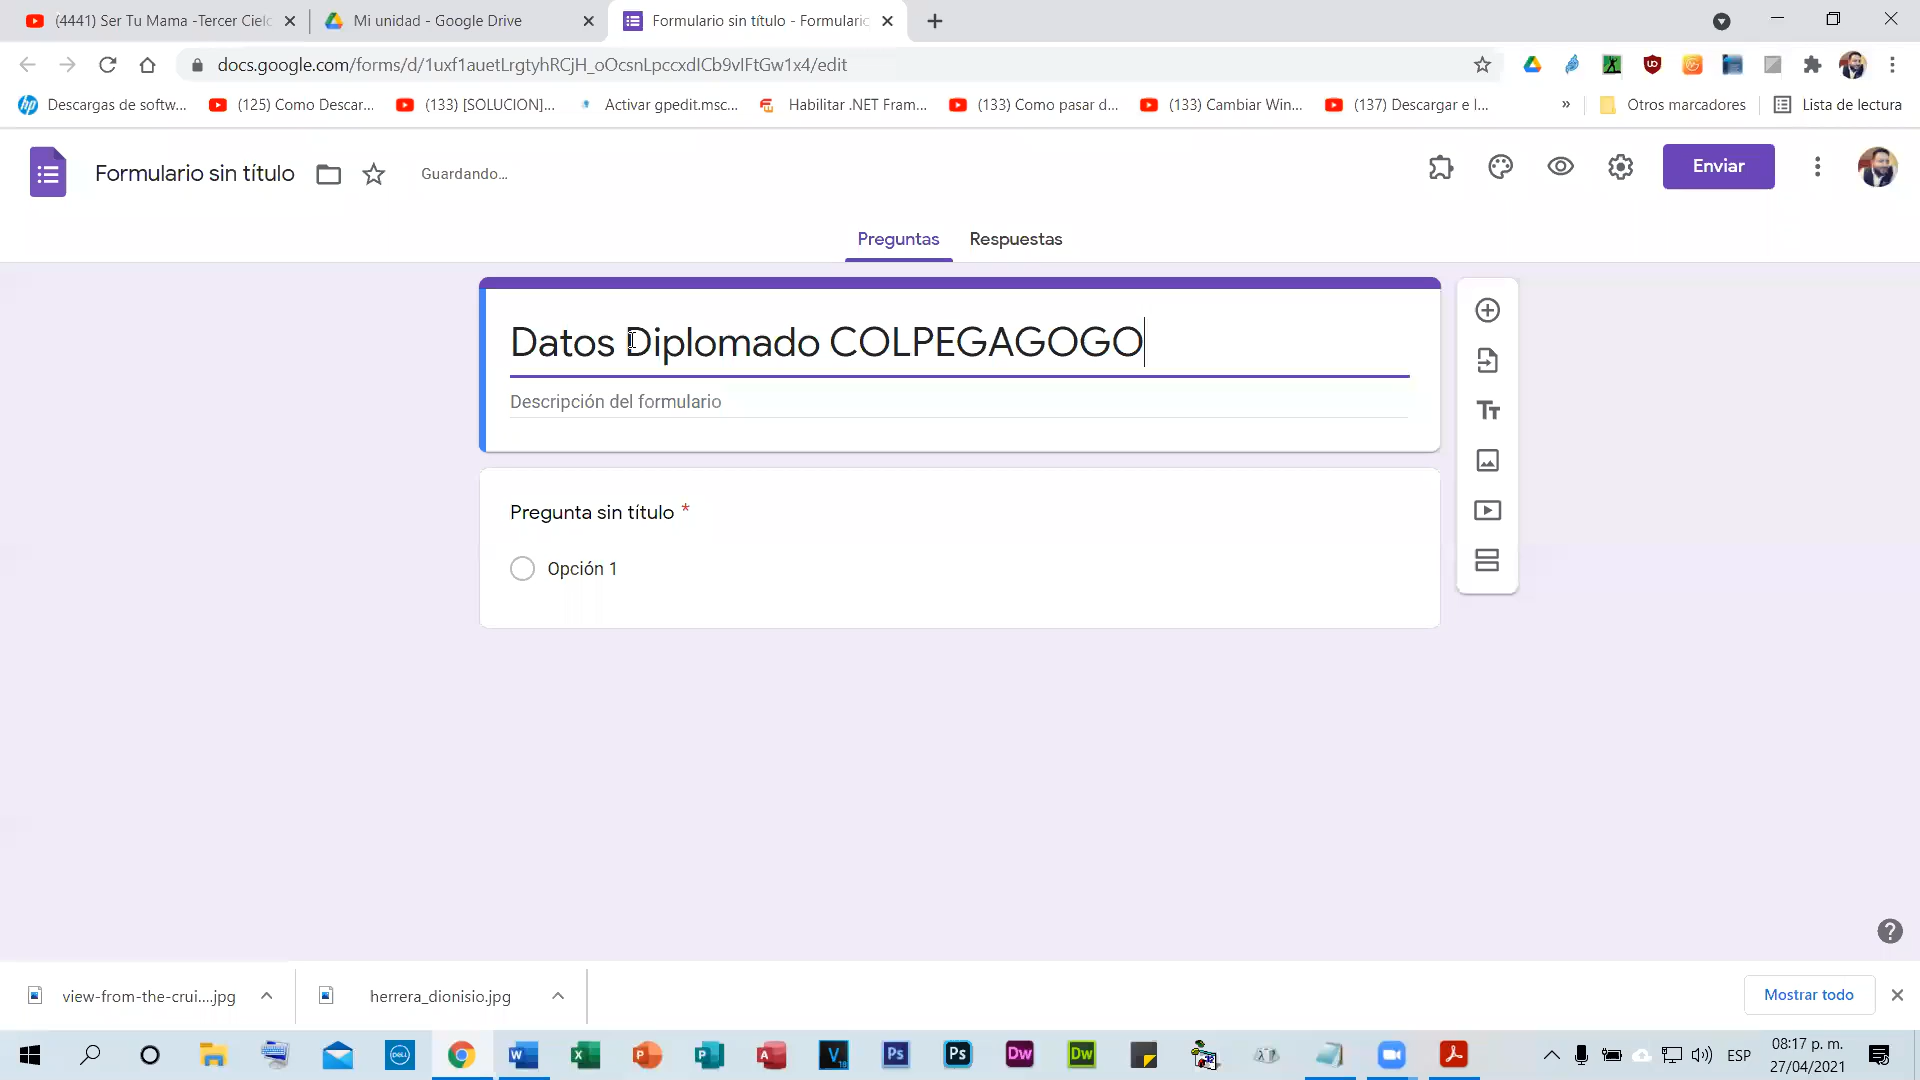 (4441) Ser Tu Mama -Tercer Cielo
Mi unidad - Google Drive
Formulario sin título - Formulario
docs.google.com/forms/d/1uxf1auetLrgtyhRCjH_oOcsnLpccxdICb9vIFtGw1x4/edit
Descargas de softw...
(125) Como Descar...
(133) [SOLUCION]...
Activar gpedit.msc...
Habilitar .NET Fram...
(133) Como pasar d...
(133) Cambiar Win...
(137) Descargar e I...
»
Otros marcadores
Lista de lectura
Formulario sin título
Guardando...
Enviar
Preguntas
Respuestas
Datos Diplomado COLPEGAGOGO
Descripción del formulario
Pregunta sin título *
Opción 1
view-from-the-crui....jpg
herrera_dionisio.jpg
Mostrar todo
ESP
08:17 p. m.
27/04/2021